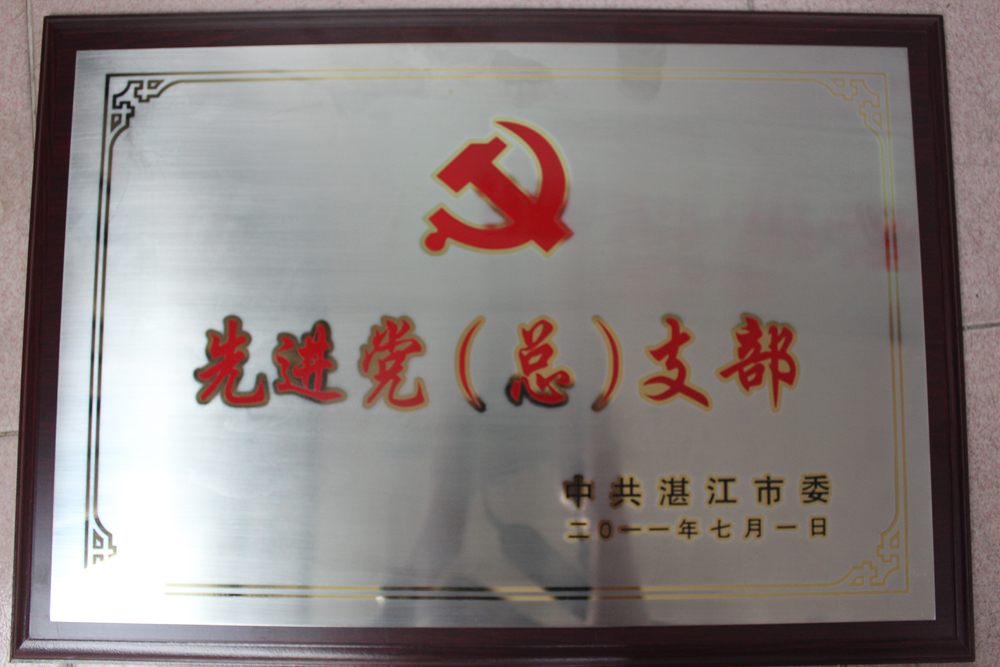 先进党(总)支部
中共湛江市委
二0一一年七月一日